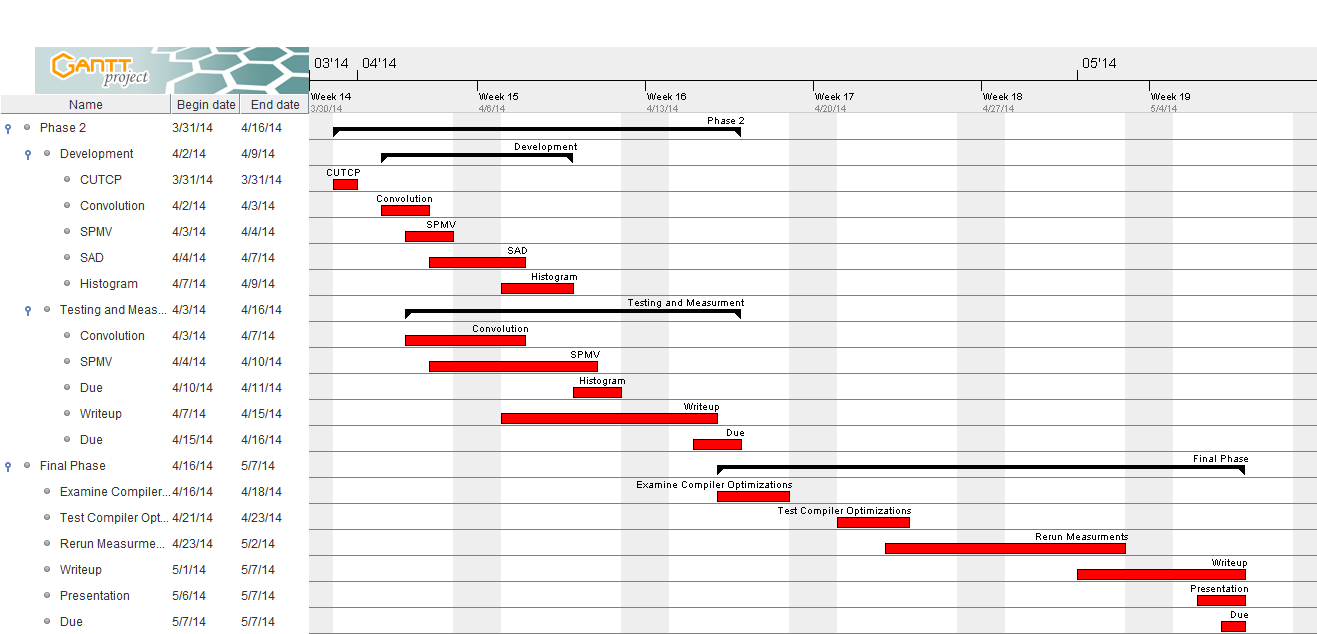 GANTT project
03'14 04'14 05'14
Week 14 Week 15 Week 16 Week 17 Week 18 Week 19
Name Begin date End date 3/30/14 4/6/14 4/13/14 4/20/14 4/27/14 5/4/14
Phase 2 3/31/14 4/16/14 Phase 2
Development 4/2/14 4/9/14 Development
CUTCP 3/31/14 3/31/14 CUTCP
Convolution 4/2/14 4/3/14 Convolution
SPMV 4/3/14 4/4/14 SPMV
SAD 4/4/14 4/7/14 SAD
Histogram 4/7/14 4/9/14 Histogram
Testing and Meas... 4/3/14 4/16/14 Testing and Measurment
Convolution 4/3/14 4/7/14 Convolution
SPMV 4/4/14 4/10/14 SPMV
Due 4/10/14 4/11/14 Histogram
Writeup 4/7/14 4/15/14 Writeup
Due 4/15/14 4/16/14 Due
Final Phase 4/16/14 5/7/14 Final Phase
Examine Compiler... 4/16/14 4/18/14 Examine Compiler Optimizations
Test Compiler Opt... 4/21/14 4/23/14 Test Compiler Optimizations
Rerun Measurme... 4/23/14 5/2/14 Rerun Measurments
Writeup 5/1/14 5/7/14 Writeup
Presentation 5/6/14 5/7/14 Presentation
Due 5/7/14 5/7/14 Due